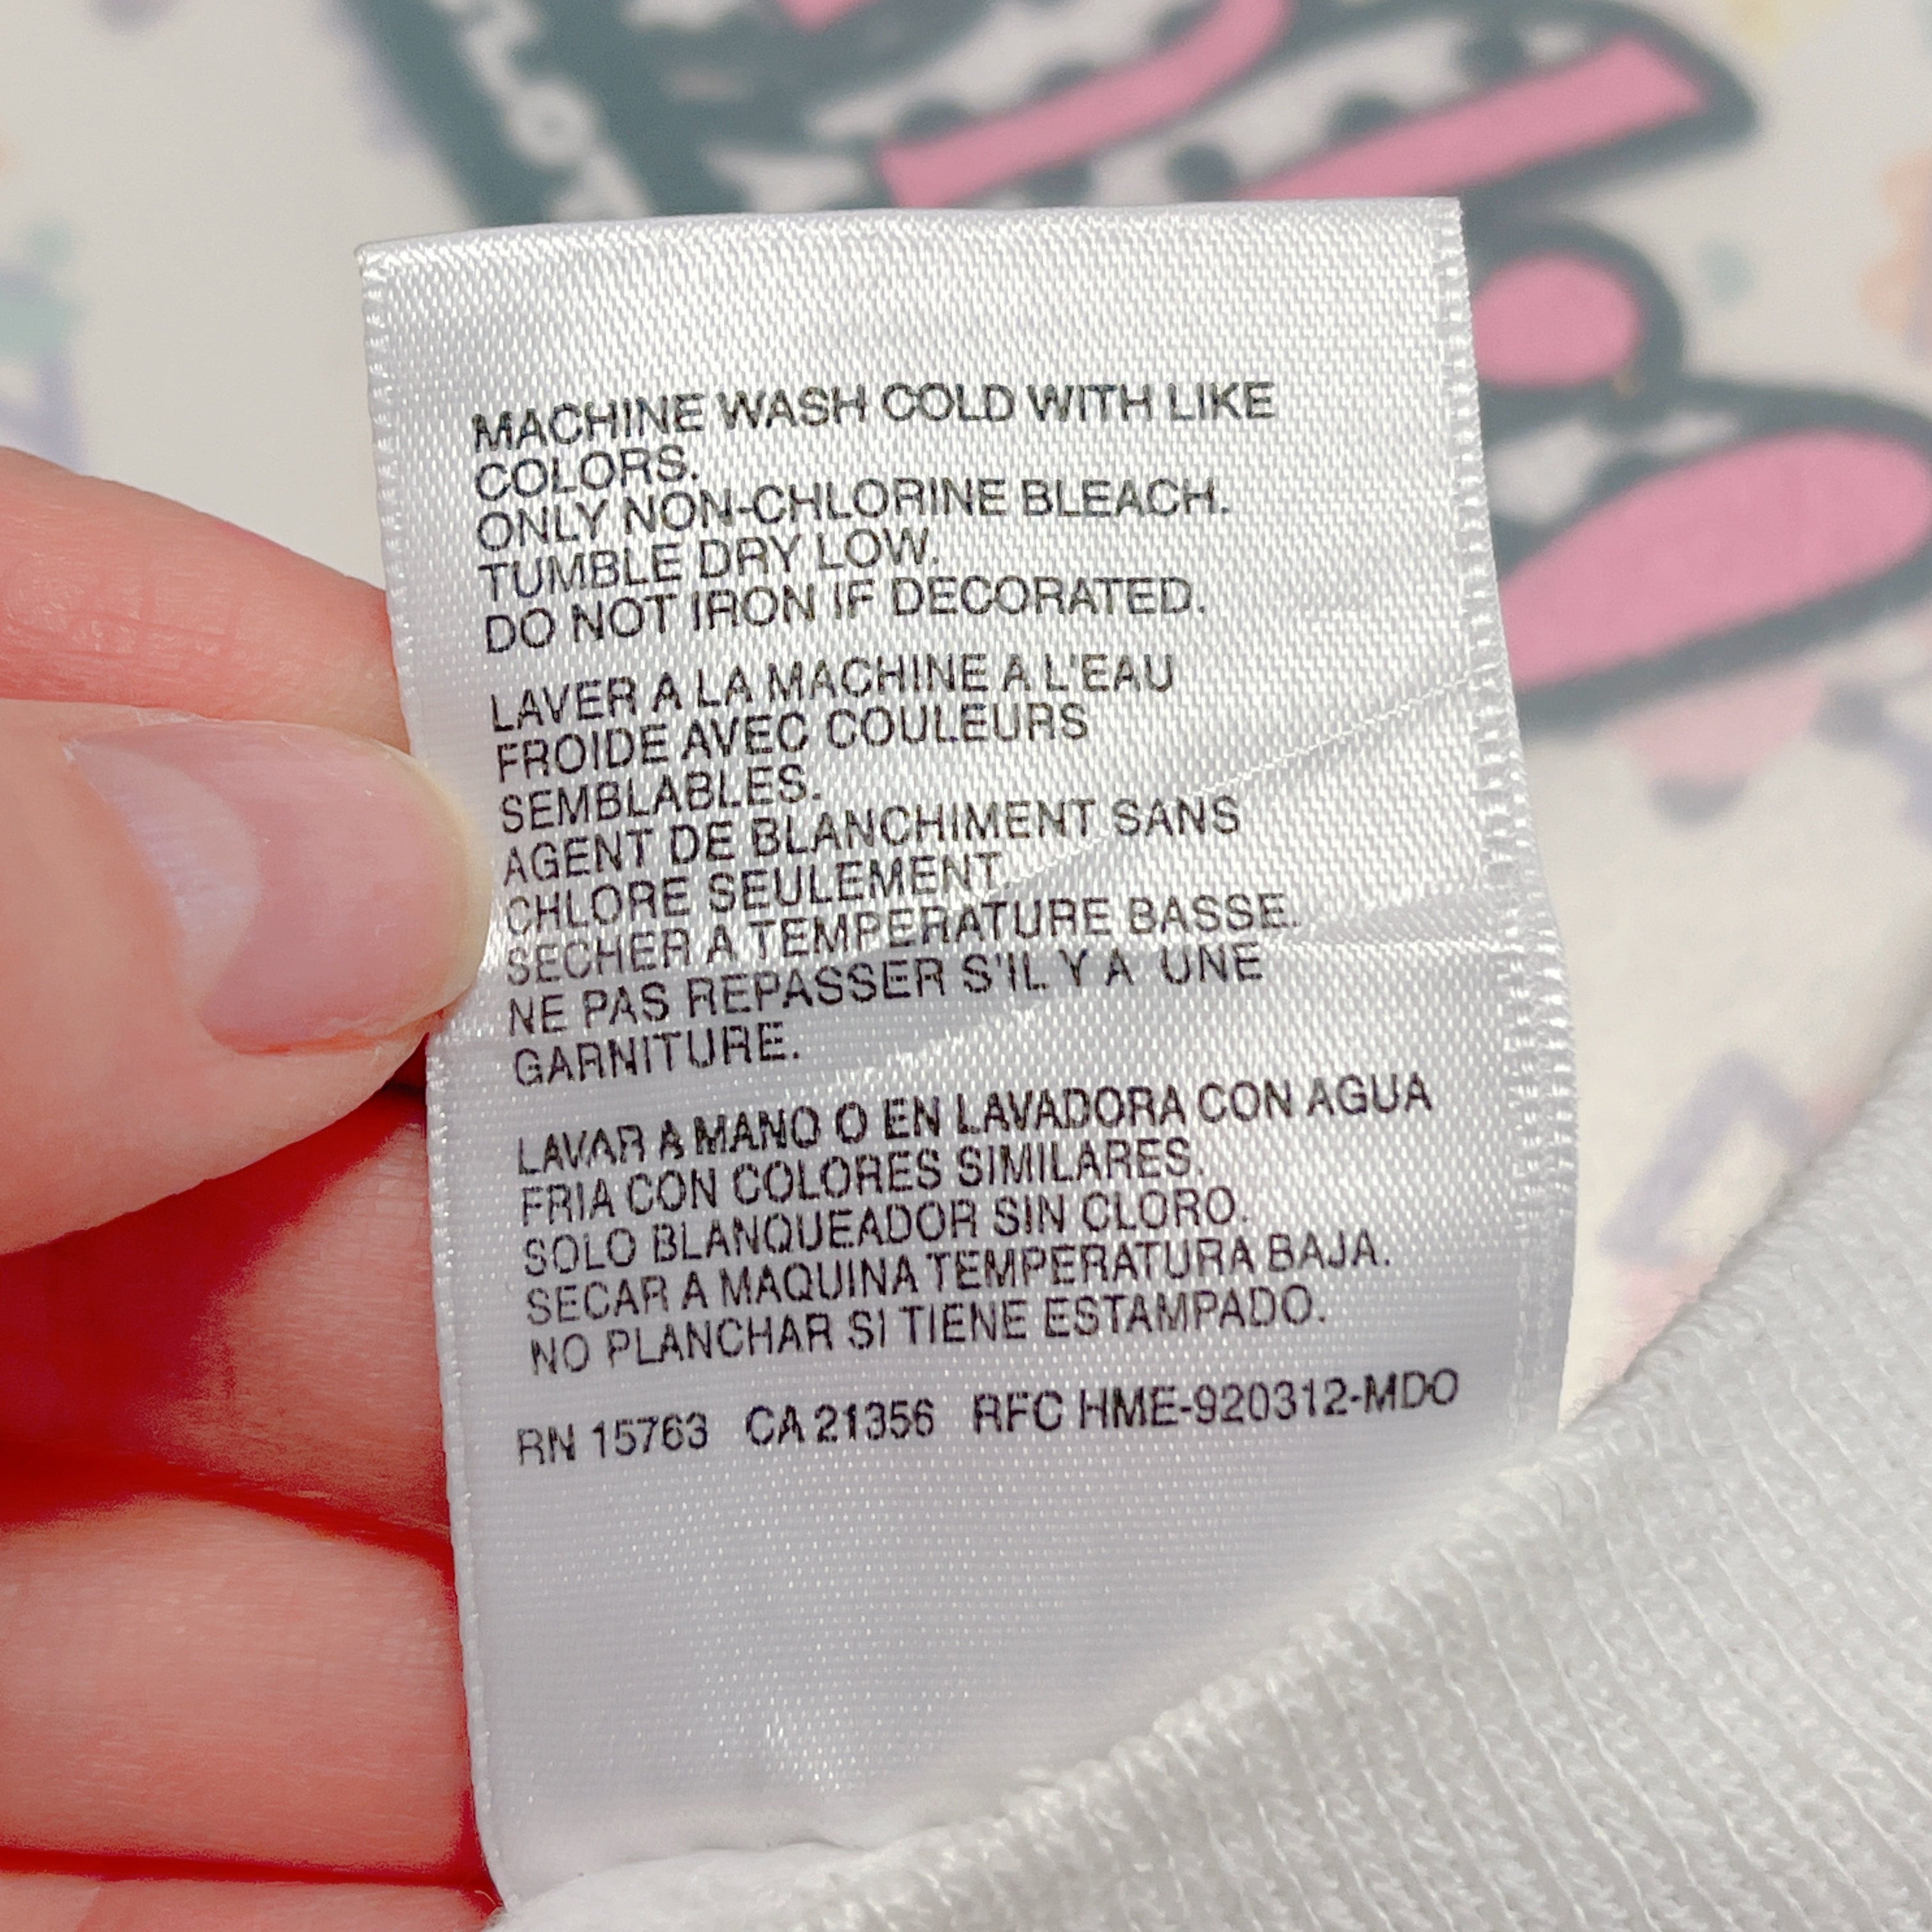 MACHINE WASH COLD WITH LIKE
COLORS.
ONLY NON-CHLORINE BLEACH.
TUMBLE DRY LOW.
DO NOT IRON IF DECORATED.
LAVER A LA MACHINE A L'EAU
FROIDE AVEC COULEURS
SEMBLABLES.
AGENT DE BLANCHIMENT SANS
CHLORE SEULEMENT.
SECHER A TEMPERATURE BASSE.
NE PAS REPASSER S'IL Y A UNE
GARNITURE.
LAVAR A MANO O EN LAVADORA CON AGUA
FRIA CON COLORES SIMILARES.
SOLO BLANQUEADOR SIN CLORO.
SECAR A MAQUINA TEMPERATURA BAJA.
NO PLANCHAR SI TIENE ESTAMPADO.
RN 15763 CA 21356 RFC HME-920312-MDO